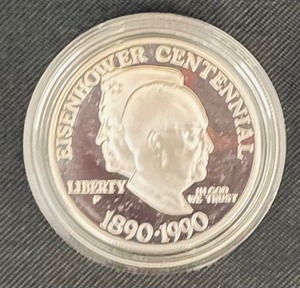 EISENHOWER CENTENNIAL
LIBERTY
IN GOD
WE TRUST
P
1890·1990